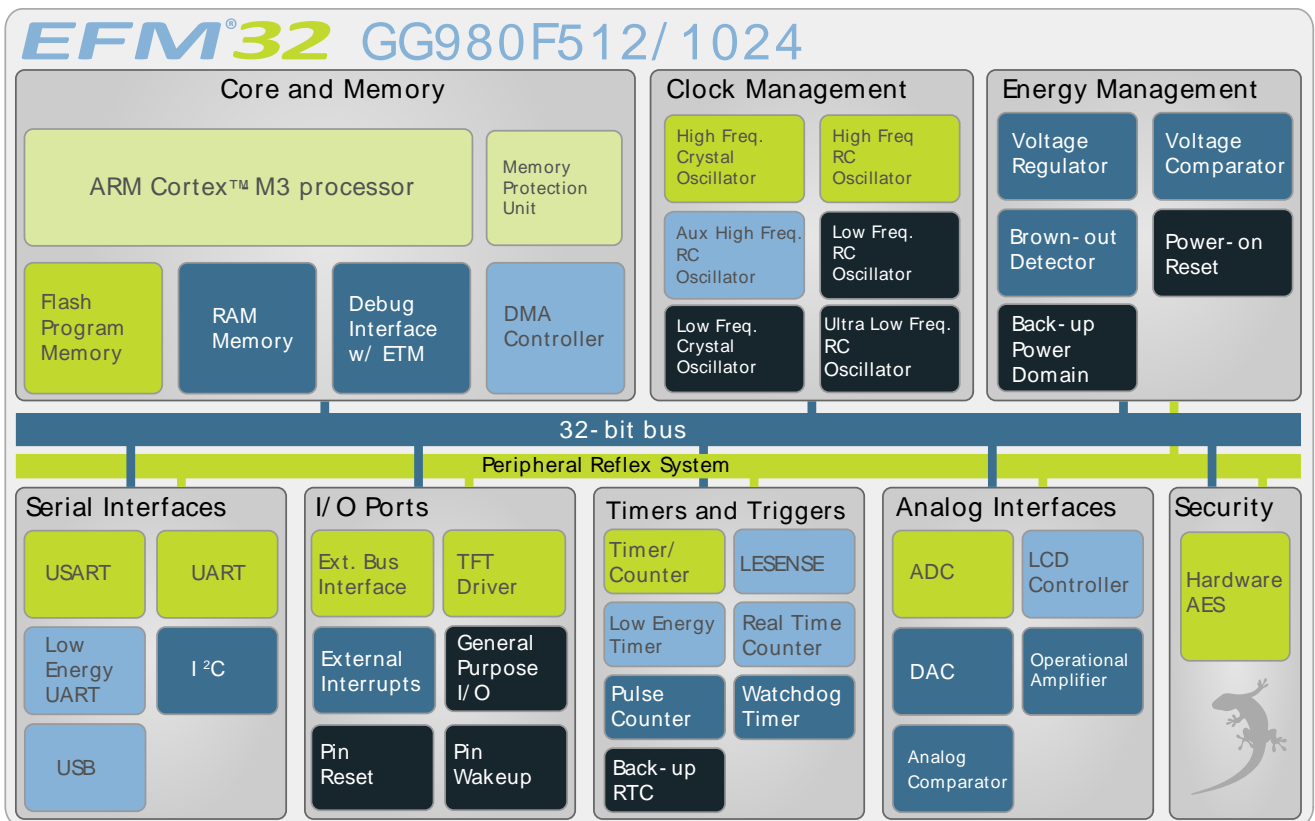 EFM®32 GG980F512/1024
Core and Memory
ARM Cortex™ M3 processor
Memory
Protection
Unit
Flash
Program
Memory
RAM
Memory
Debug
Interface
w/ ETM
DMA
Controller
Clock Management
High Freq.
Crystal
Oscillator
High Freq
RC
Oscillator
Aux High Freq.
RC
Oscillator
Low Freq.
RC
Oscillator
Low Freq.
Crystal
Oscillator
Ultra Low Freq.
RC
Oscillator
Energy Management
Voltage
Regulator
Voltage
Comparator
Brown-out
Detector
Power-on
Reset
Back-up
Power
Domain
32-bit bus
Peripheral Reflex System
Serial Interfaces
USART
UART
Low
Energy
UART
I²C
USB
I/O Ports
Ext. Bus
Interface
TFT
Driver
External
Interrupts
General
Purpose
I/O
Pin
Reset
Pin
Wakeup
Timers and Triggers
Timer/
Counter
LESENSE
Low Energy
Timer
Real Time
Counter
Pulse
Counter
Watchdog
Timer
Back-up
RTC
Analog Interfaces
ADC
LCD
Controller
DAC
Operational
Amplifier
Analog
Comparator
Security
Hardware
AES